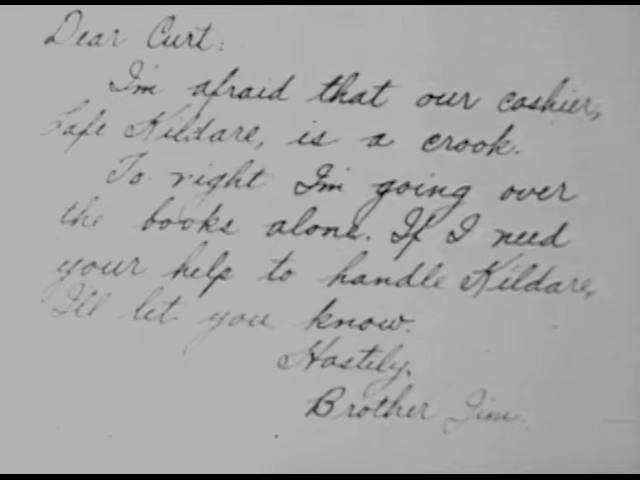 Dear Curt:
I'm afraid that our cashier,
Lafe Kildare, is a crook.
To night I'm going over
the books alone. If I need
your help to handle Kildare,
I'll let you know.
Hastily,
Brother Jim.